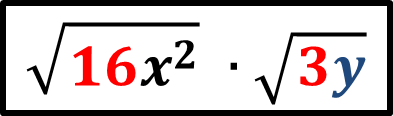 √16x² · √3y